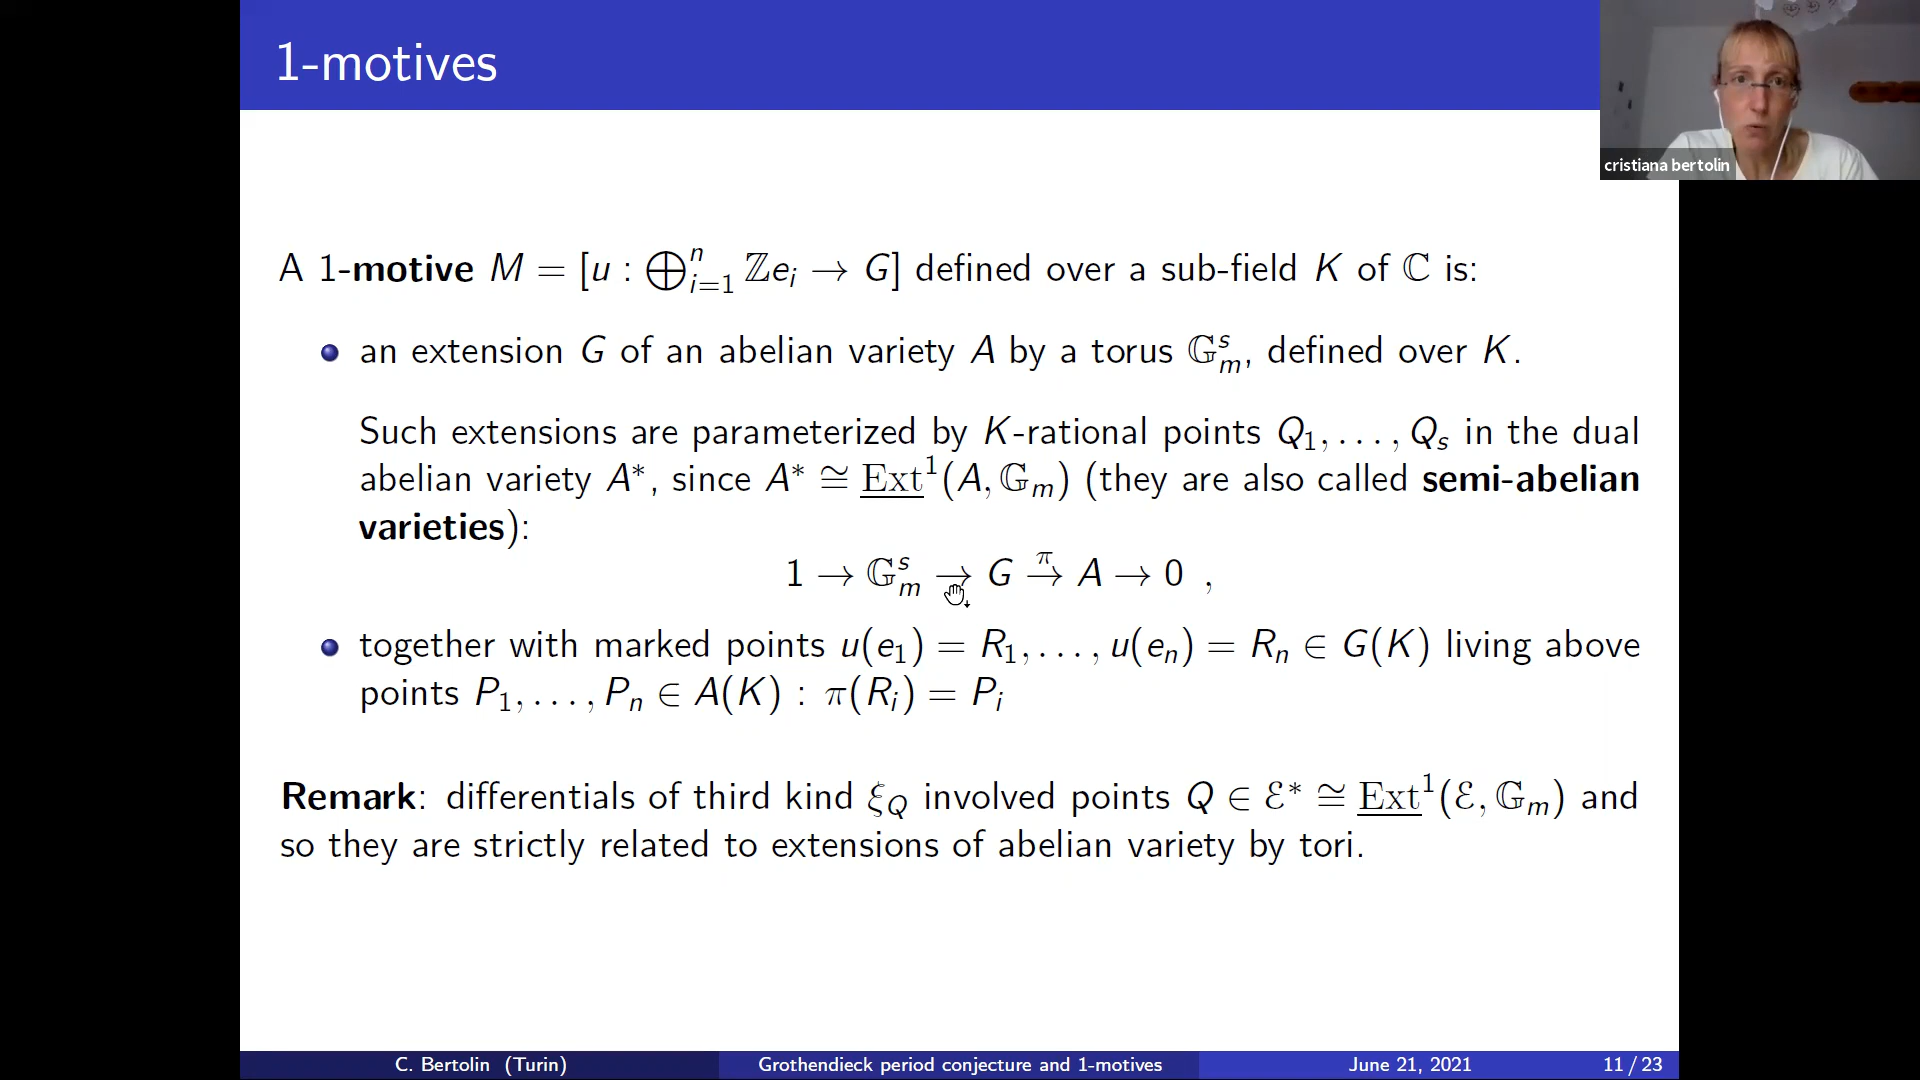 1-motives
cristiana bertolin
A 1-motive M = [u : ⨁ⁿᵢ₌₁ ℤeᵢ → G] defined over a sub-field K of ℂ is:
an extension G of an abelian variety A by a torus 𝔾ₘˢ, defined over K.
Such extensions are parameterized by K-rational points Q₁, . . . , Qₛ in the dual
abelian variety A*, since A* ≅ Ext¹(A, 𝔾ₘ) (they are also called semi-abelian
varieties):
1 → 𝔾ₘˢ → G →^π A → 0 ,
together with marked points u(e₁) = R₁, . . . , u(eₙ) = Rₙ ∈ G(K) living above
points P₁, . . . , Pₙ ∈ A(K) : π(Rᵢ) = Pᵢ
Remark: differentials of third kind ξ_Q involved points Q ∈ ℰ* ≅ Ext¹(ℰ, 𝔾ₘ) and
so they are strictly related to extensions of abelian variety by tori.
C. Bertolin (Turin) Grothendieck period conjecture and 1-motives June 21, 2021 11 / 23